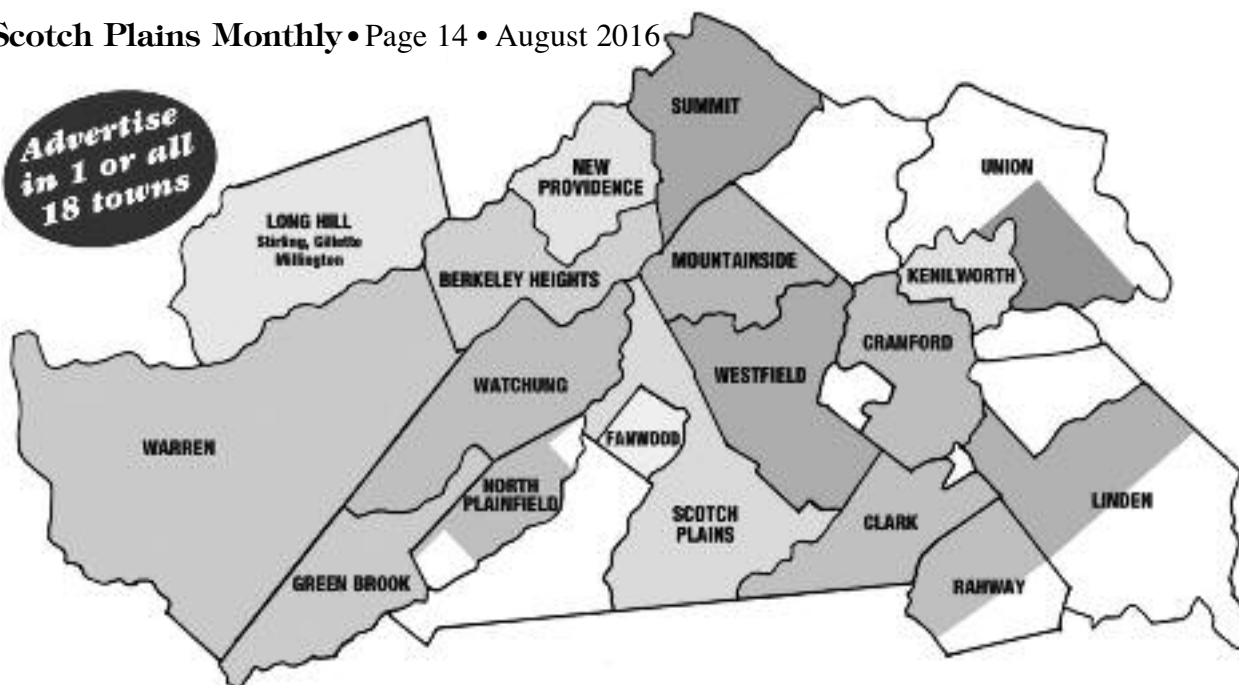 Scotch Plains Monthly • Page 14 • August 2016
Advertise
in 1 or all
18 towns
SUMMIT
NEW
PROVIDENCE
UNION
LONG HILL
Stirling, Gillette
Millington
BERKELEY HEIGHTS
MOUNTAINSIDE
KENILWORTH
CRANFORD
WATCHUNG
WESTFIELD
WARREN
FANWOOD
NORTH
PLAINFIELD
SCOTCH
PLAINS
CLARK
LINDEN
GREEN BROOK
RAHWAY